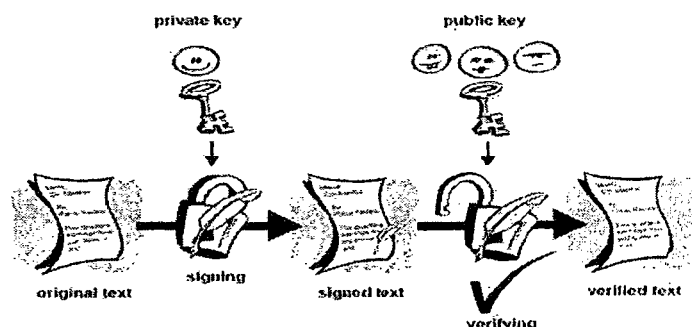 private key
public key
original text
signing
signed text
verifying
verified text